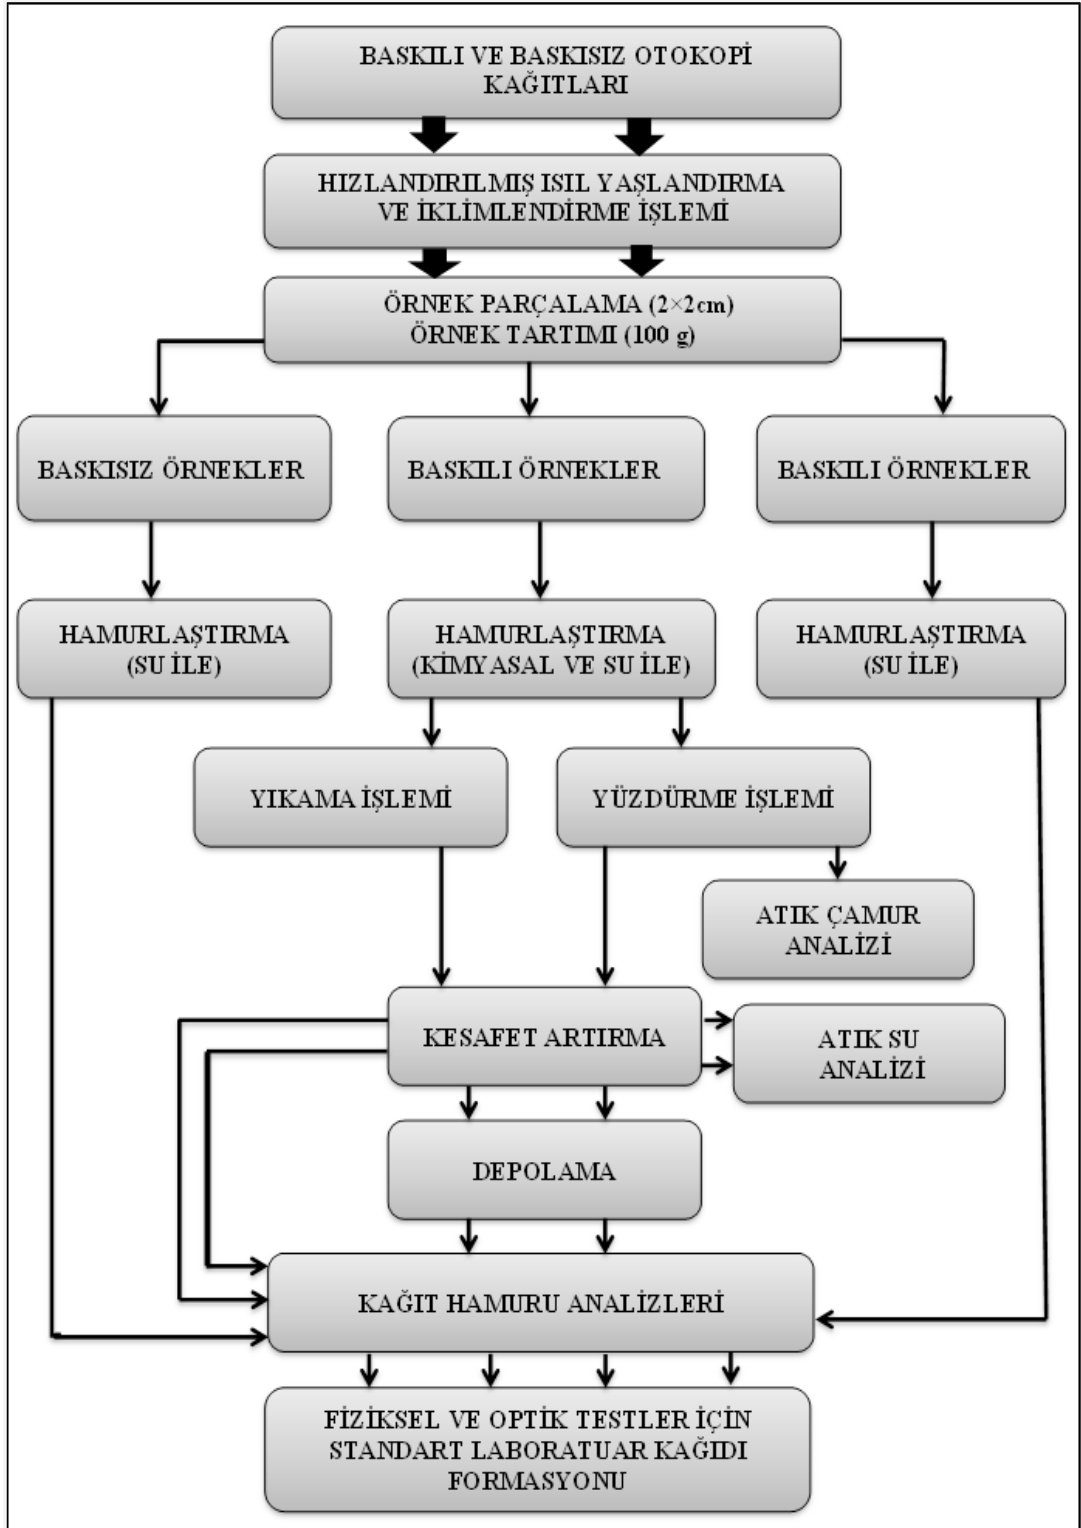 BASKILI VE BASKISIZ OTOKOPİ
KAĞITLARI
HIZLANDIRILMIŞ ISIL YAŞLANDIRMA
VE İKLİMLENDİRME İŞLEMİ
ÖRNEK PARÇALAMA (2×2cm)
ÖRNEK TARTIMI (100 g)
BASKISIZ ÖRNEKLER
BASKILI ÖRNEKLER
BASKILI ÖRNEKLER
HAMURLAŞTIRMA
(SU İLE)
HAMURLAŞTIRMA
(KİMYASAL VE SU İLE)
HAMURLAŞTIRMA
(SU İLE)
YIKAMA İŞLEMİ
YÜZDÜRME İŞLEMİ
ATIK ÇAMUR
ANALİZİ
KESAFET ARTIRMA
ATIK SU
ANALİZİ
DEPOLAMA
KAĞIT HAMURU ANALİZLERİ
FİZİKSEL VE OPTİK TESTLER İÇİN
STANDART LABORATUAR KAĞIDI
FORMASYONU